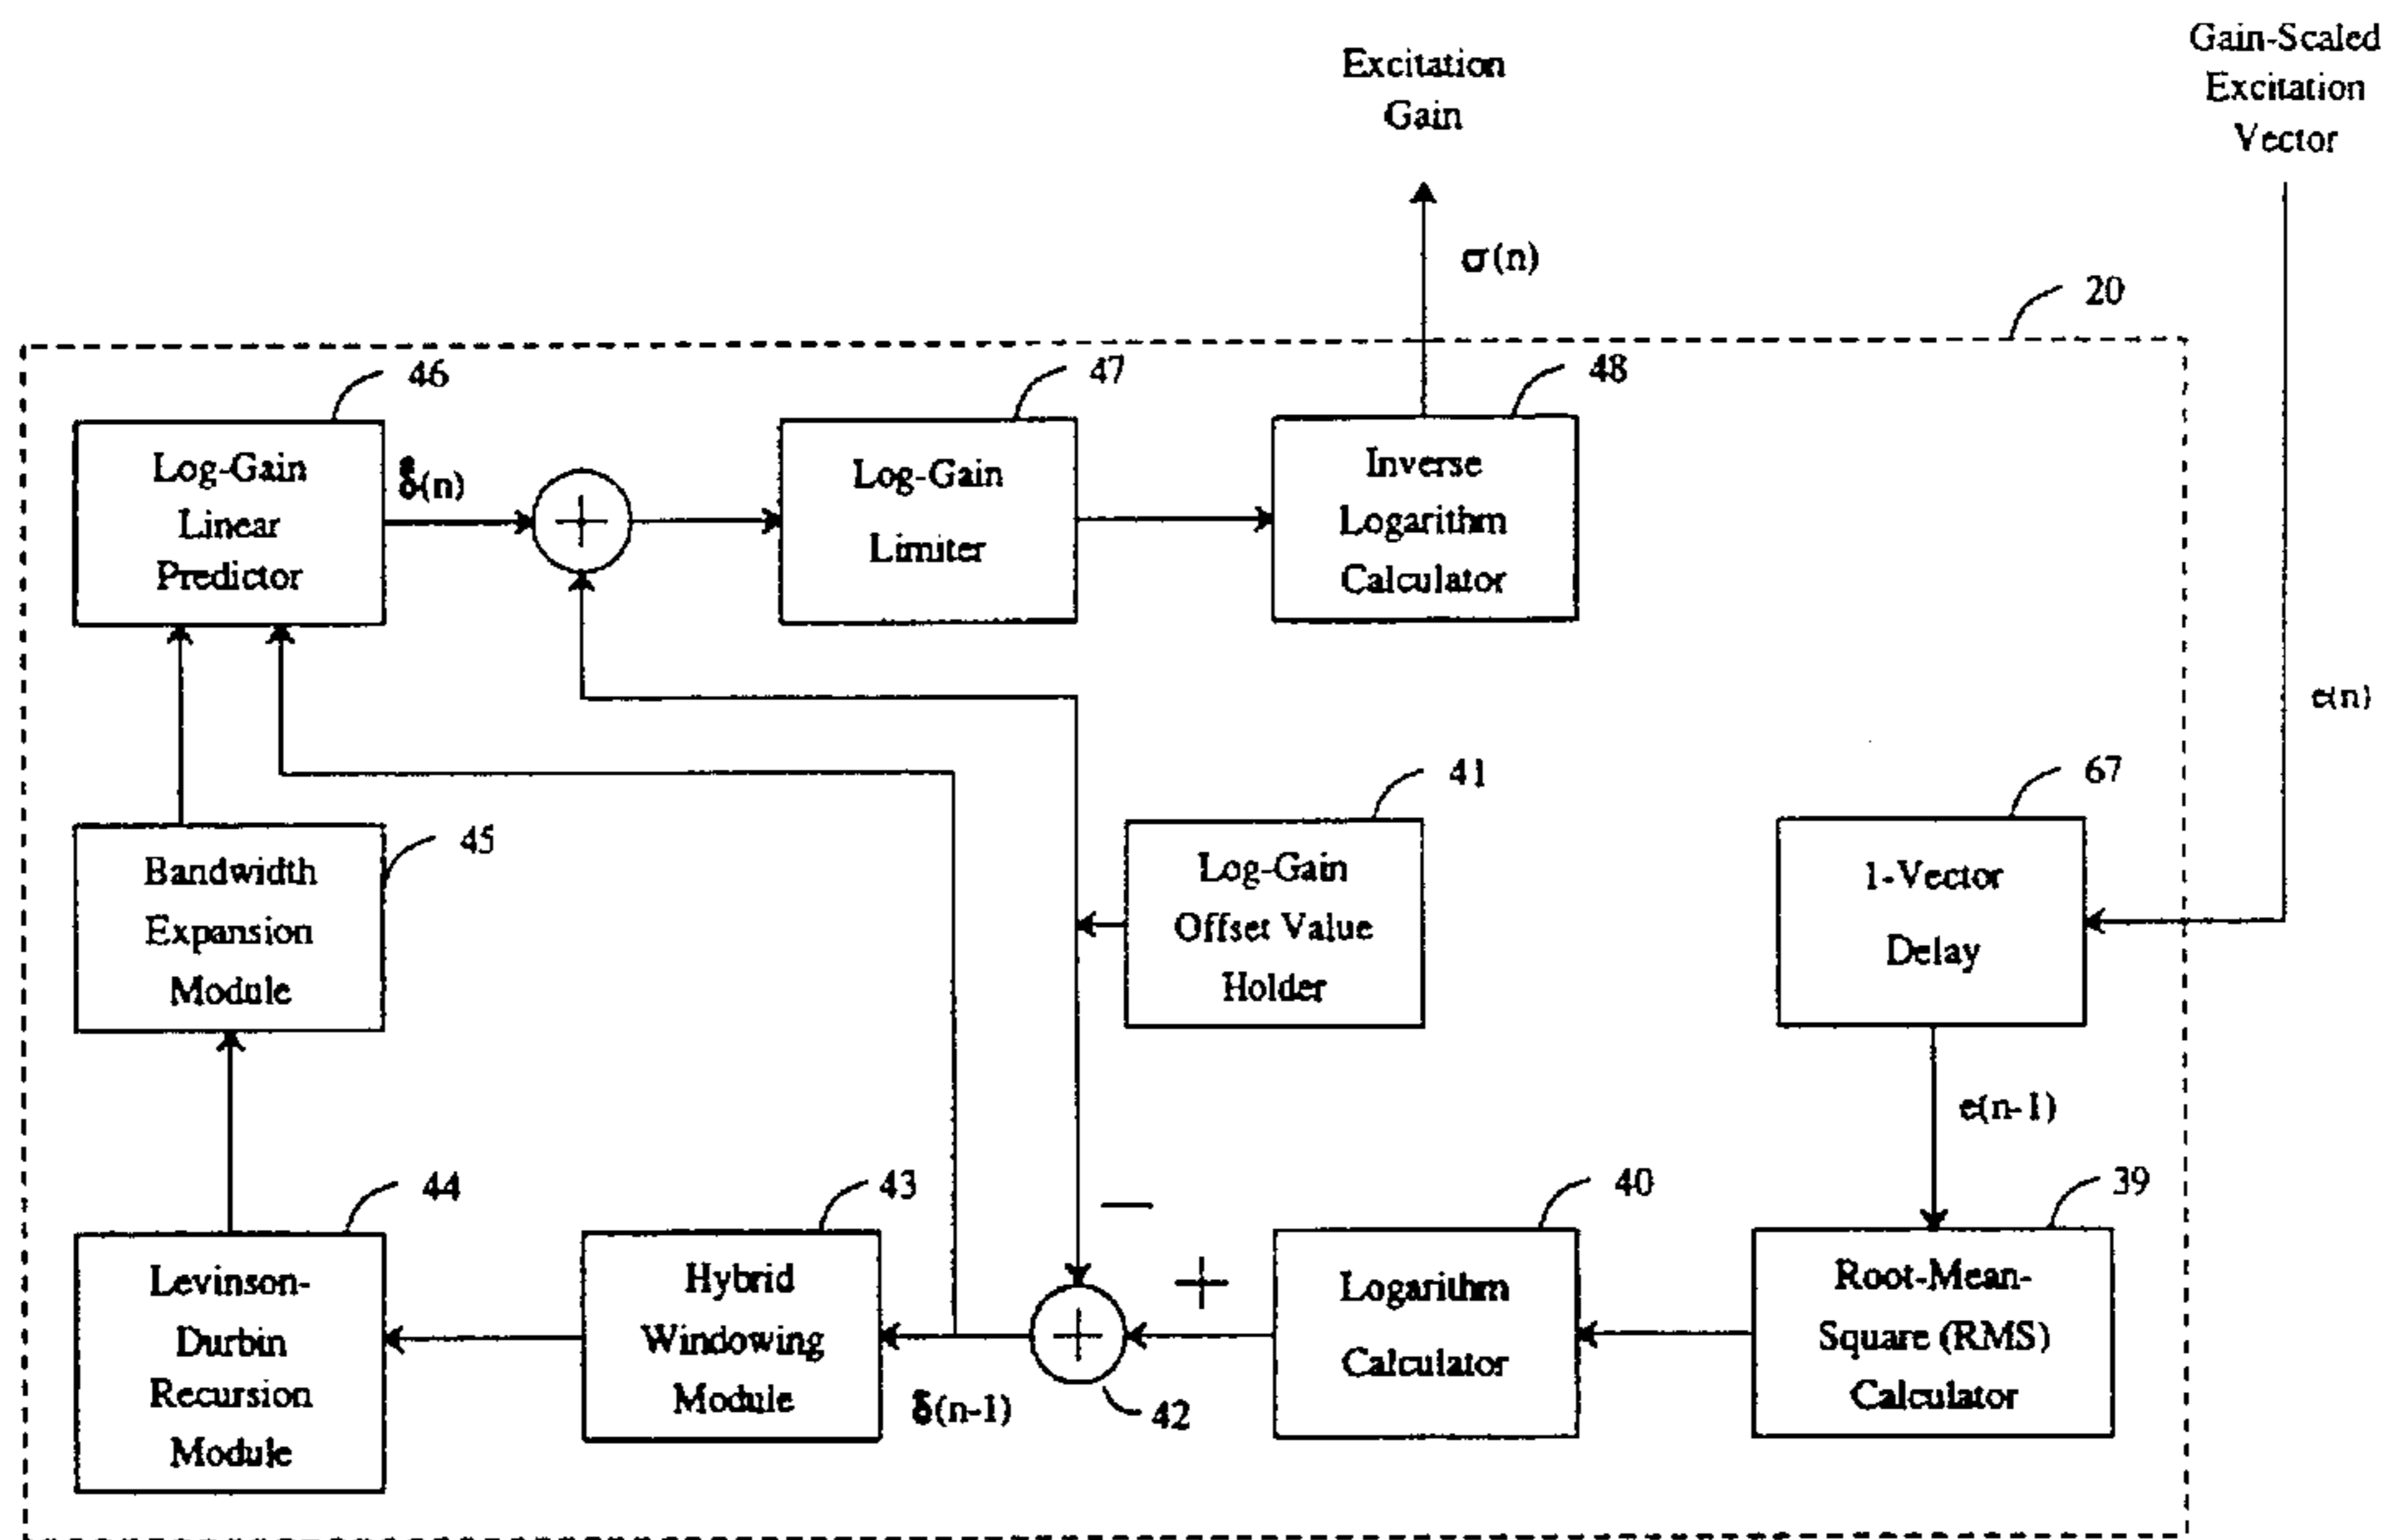 Gain-Scaled
Excitation
Vector
Excitation
Gain
σ(n)
20
46
47
48
Log-Gain
Linear
Predictor
δ̂(n)
+
Log-Gain
Limiter
Inverse
Logarithm
Calculator
e(n)
41
67
45
Bandwidth
Expansion
Module
Log-Gain
Offset Value
Holder
1-Vector
Delay
e(n-1)
44
43
40
39
−
+
Levinson-
Durbin
Recursion
Module
Hybrid
Windowing
Module
δ(n-1)
+
42
Logarithm
Calculator
Root-Mean-
Square (RMS)
Calculator